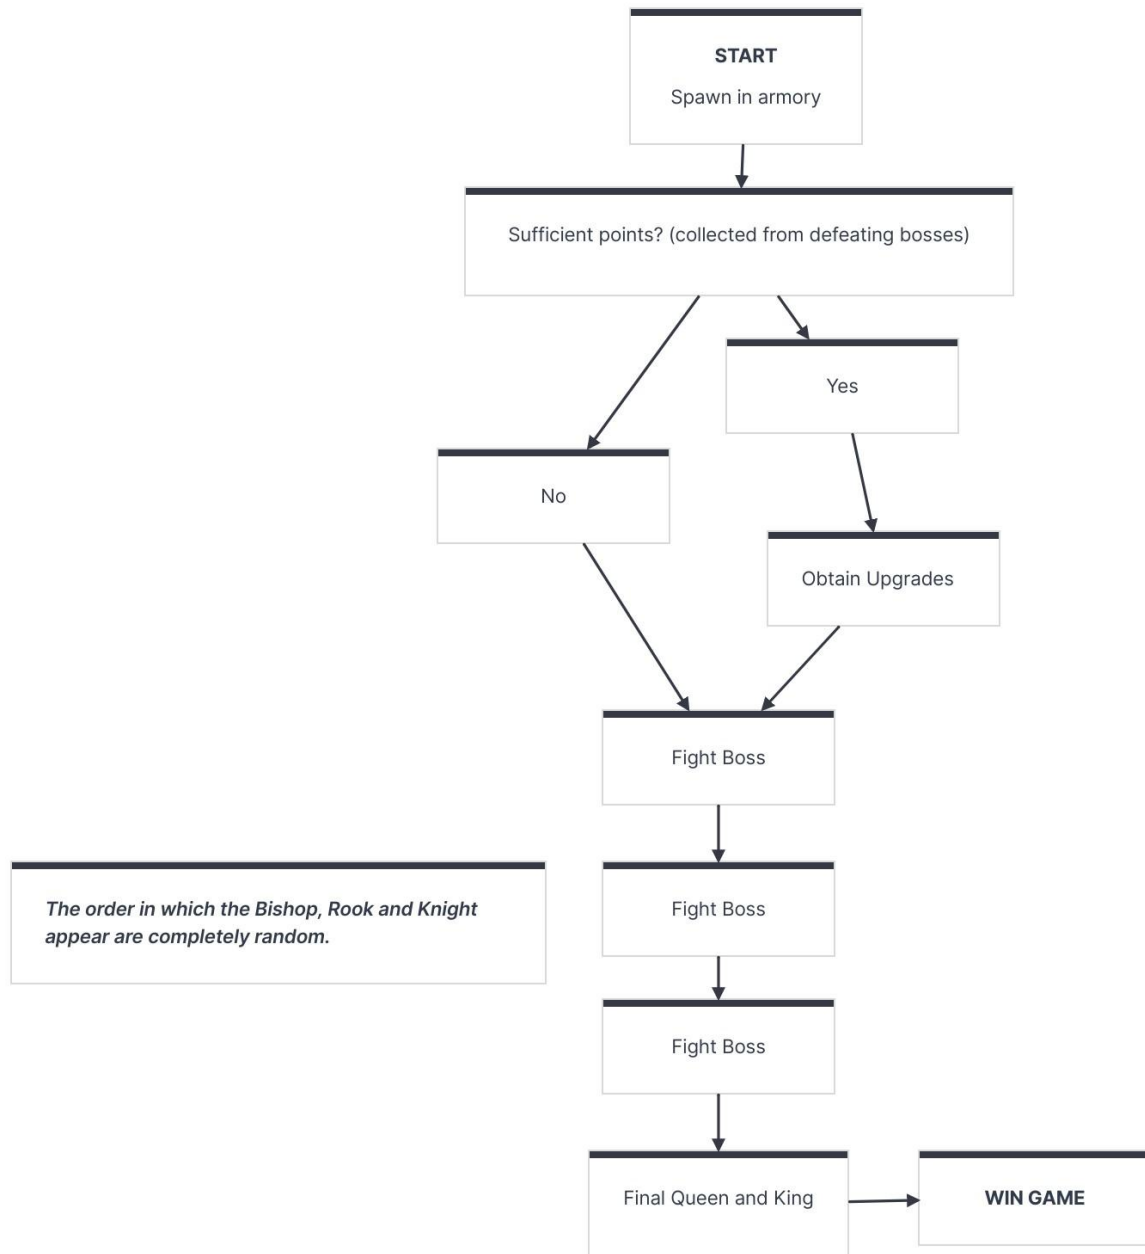 START
Spawn in armory
Sufficient points? (collected from defeating bosses)
Yes
No
Obtain Upgrades
Fight Boss
The order in which the Bishop, Rook and Knight
appear are completely random.
Fight Boss
Fight Boss
Final Queen and King
WIN GAME